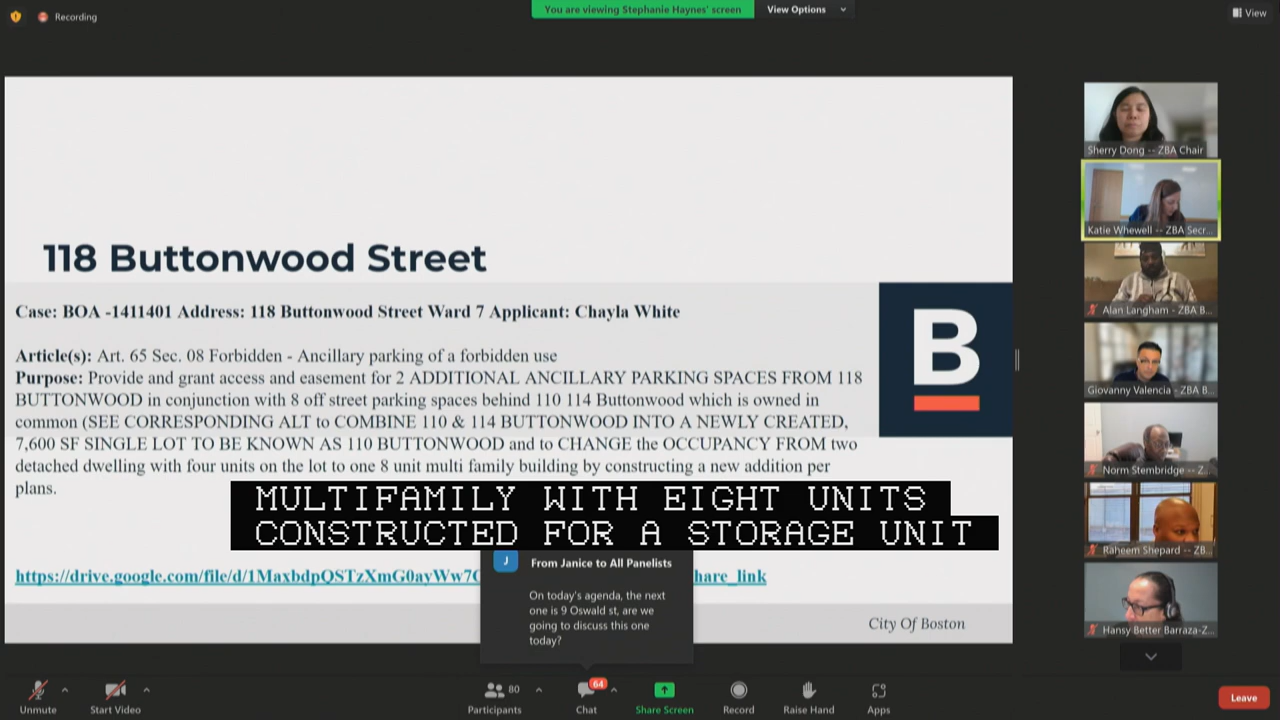 Recording
You are viewing Stephanie Haynes' screen
View Options
View
118 Buttonwood Street
Case: BOA -1411401 Address: 118 Buttonwood Street Ward 7 Applicant: Chayla White
Article(s): Art. 65 Sec. 08 Forbidden - Ancillary parking of a forbidden use
Purpose: Provide and grant access and easement for 2 ADDITIONAL ANCILLARY PARKING SPACES FROM 118
BUTTONWOOD in conjunction with 8 off street parking spaces behind 110 114 Buttonwood which is owned in
common (SEE CORRESPONDING ALT to COMBINE 110 & 114 BUTTONWOOD INTO A NEWLY CREATED,
7,600 SF SINGLE LOT TO BE KNOWN AS 110 BUTTONWOOD and to CHANGE the OCCUPANCY FROM two
detached dwelling with four units on the lot to one 8 unit multi family building by constructing a new addition per
plans.
B
MULTIFAMILY WITH EIGHT UNITS
CONSTRUCTED FOR A STORAGE UNIT
https://drive.google.com/file/d/1MaxbdpQSTzXmG0ayWw7 hare_link
J
From Janice to All Panelists
On today's agenda, the next
one is 9 Oswald st, are we
going to discuss this one
today?
City Of Boston
Sherry Dong -- ZBA Chair
Katie Whewell -- ZBA Secr...
Alan Langham - ZBA B...
Giovanny Valencia - ZBA B...
Norm Stembridge -- Z...
Raheem Shepard -- ZB...
Hansy Better Barraza-Z...
Unmute
Start Video
Participants
80
Chat
64
Share Screen
Record
Raise Hand
Apps
Leave